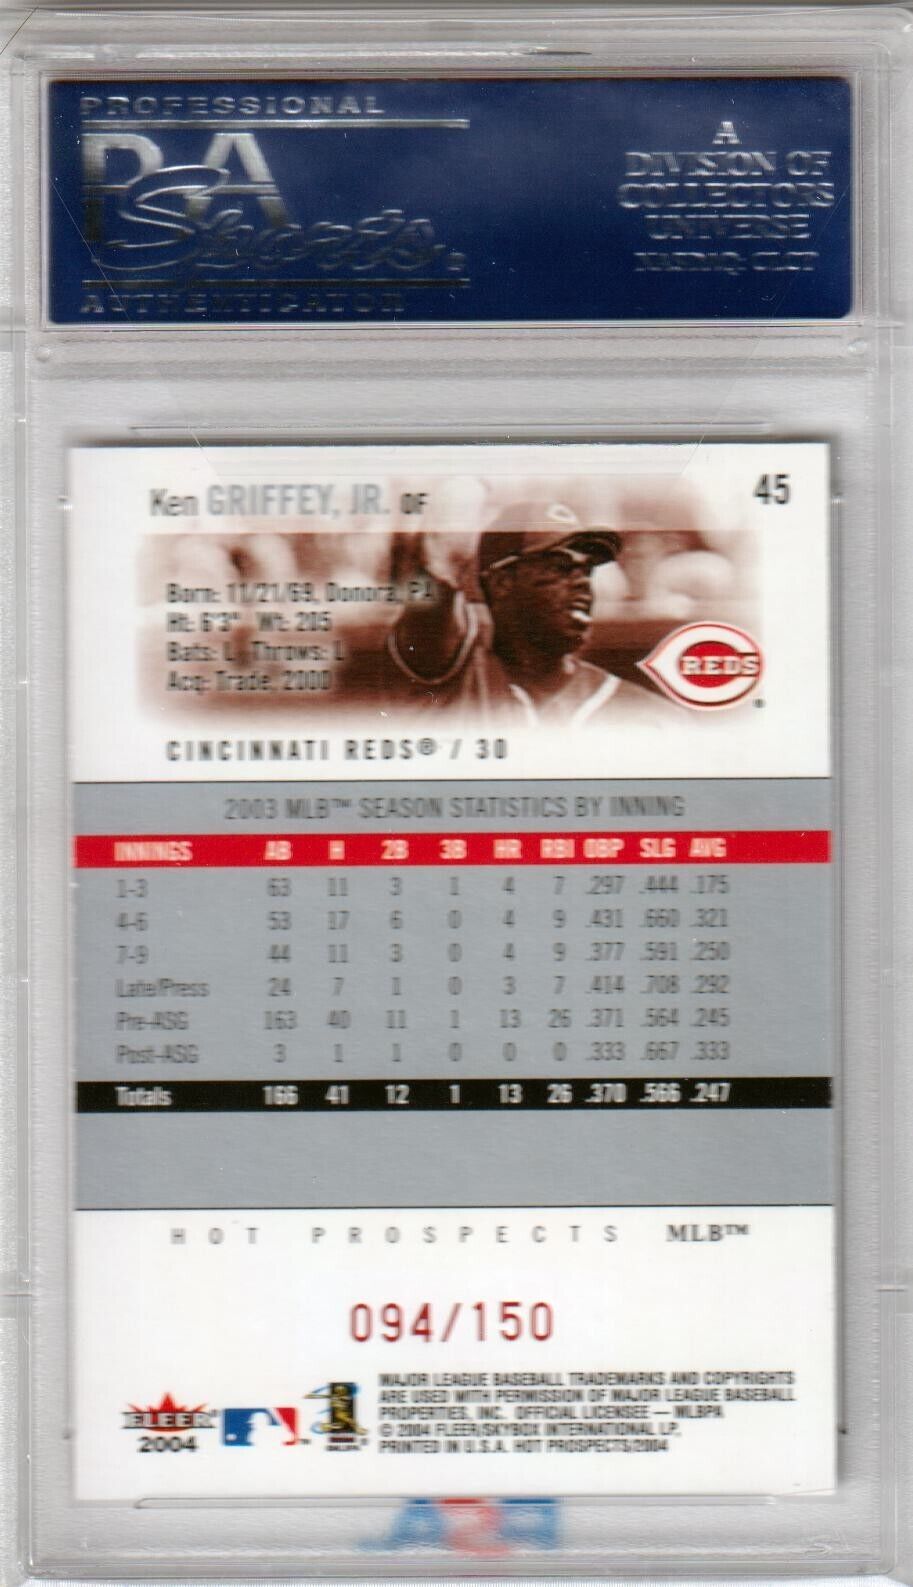 PROFESSIONAL
PSA
Sports
AUTHENTICATOR
A
DIVISION OF
COLLECTORS
UNIVERSE
NASDAQ: CLCT
Ken GRIFFEY, JR. OF
45
Born: 11/21/69, Donora, PA
Ht: 6'3" Wt: 205
Bats: L Throws: L
Acq: Trade, 2000
REDS
CINCINNATI REDS® / 30
2003 MLB™ SEASON STATISTICS BY INNING
INNINGS AB H 2B 3B HR RBI OBP SLG AVG
1-3 63 11 3 1 4 7 .297 .444 .175
4-6 53 17 6 0 4 9 .431 .660 .321
7-9 44 11 3 0 4 9 .377 .591 .250
Late/Press 24 7 1 0 3 7 .414 .708 .292
Pre-ASG 163 40 11 1 13 26 .371 .564 .245
Post-ASG 3 1 1 0 0 0 .333 .667 .333
Totals 166 41 12 1 13 26 .370 .566 .247
HOT PROSPECTS MLB™
094/150
FLEER
2004
MAJOR LEAGUE BASEBALL TRADEMARKS AND COPYRIGHTS
ARE USED WITH PERMISSION OF MAJOR LEAGUE BASEBALL
PROPERTIES, INC. OFFICIAL LICENSEE — MLBPA
© 2004 FLEER/SKYBOX INTERNATIONAL LP.
PRINTED IN U.S.A. HOT PROSPECTS/2004
PSA